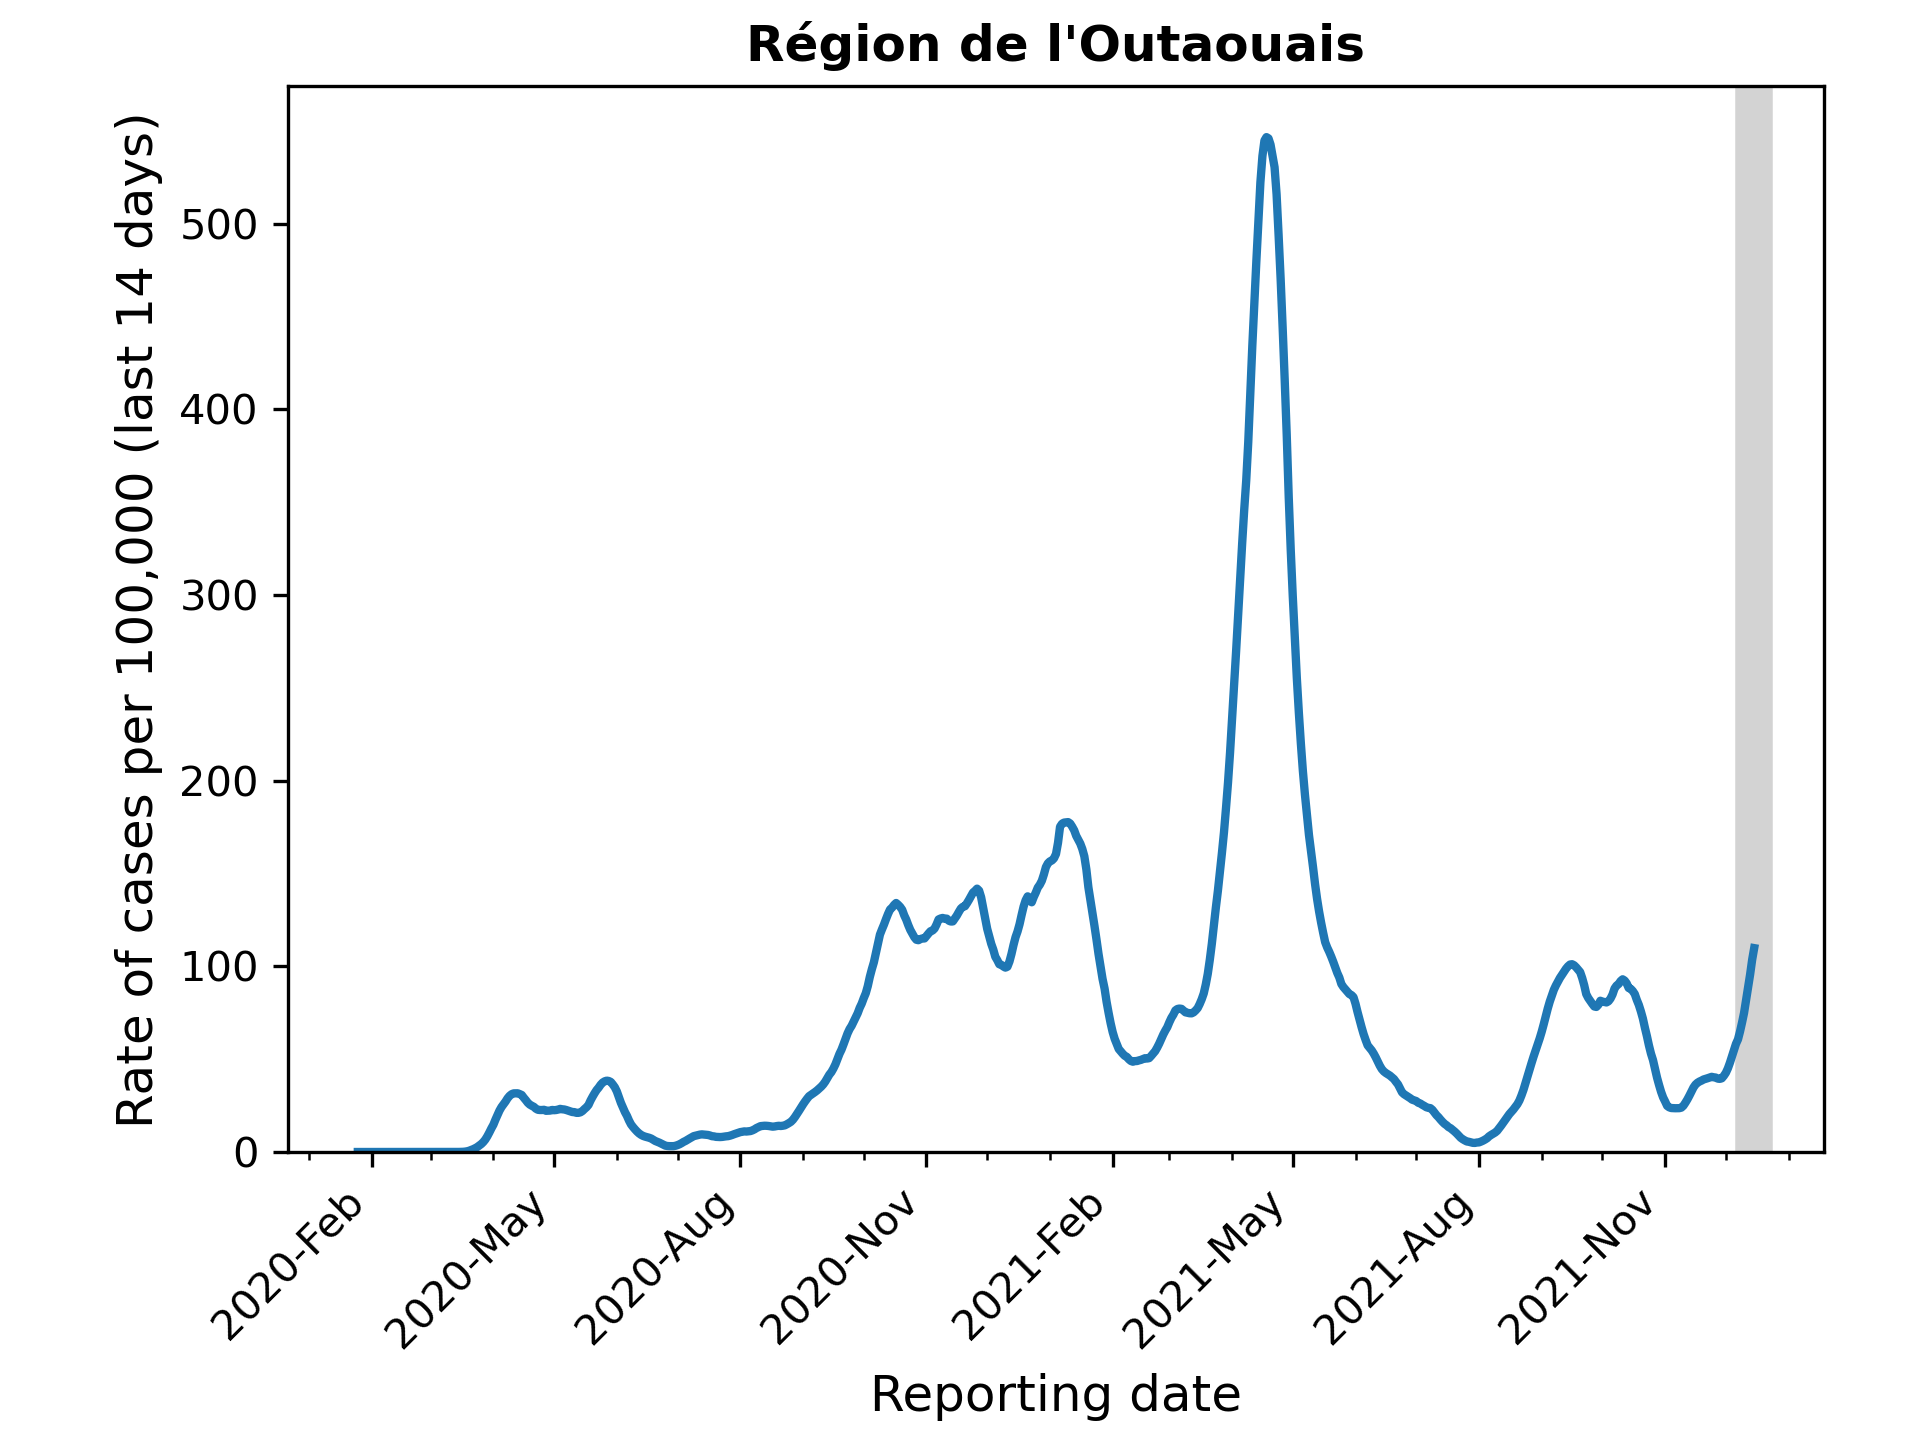 Région de l'Outaouais
Rate of cases per 100,000 (last 14 days)
500
400
300
200
100
0
2020-Feb
2020-May
2020-Aug
2020-Nov
2021-Feb
2021-May
2021-Aug
2021-Nov
Reporting date